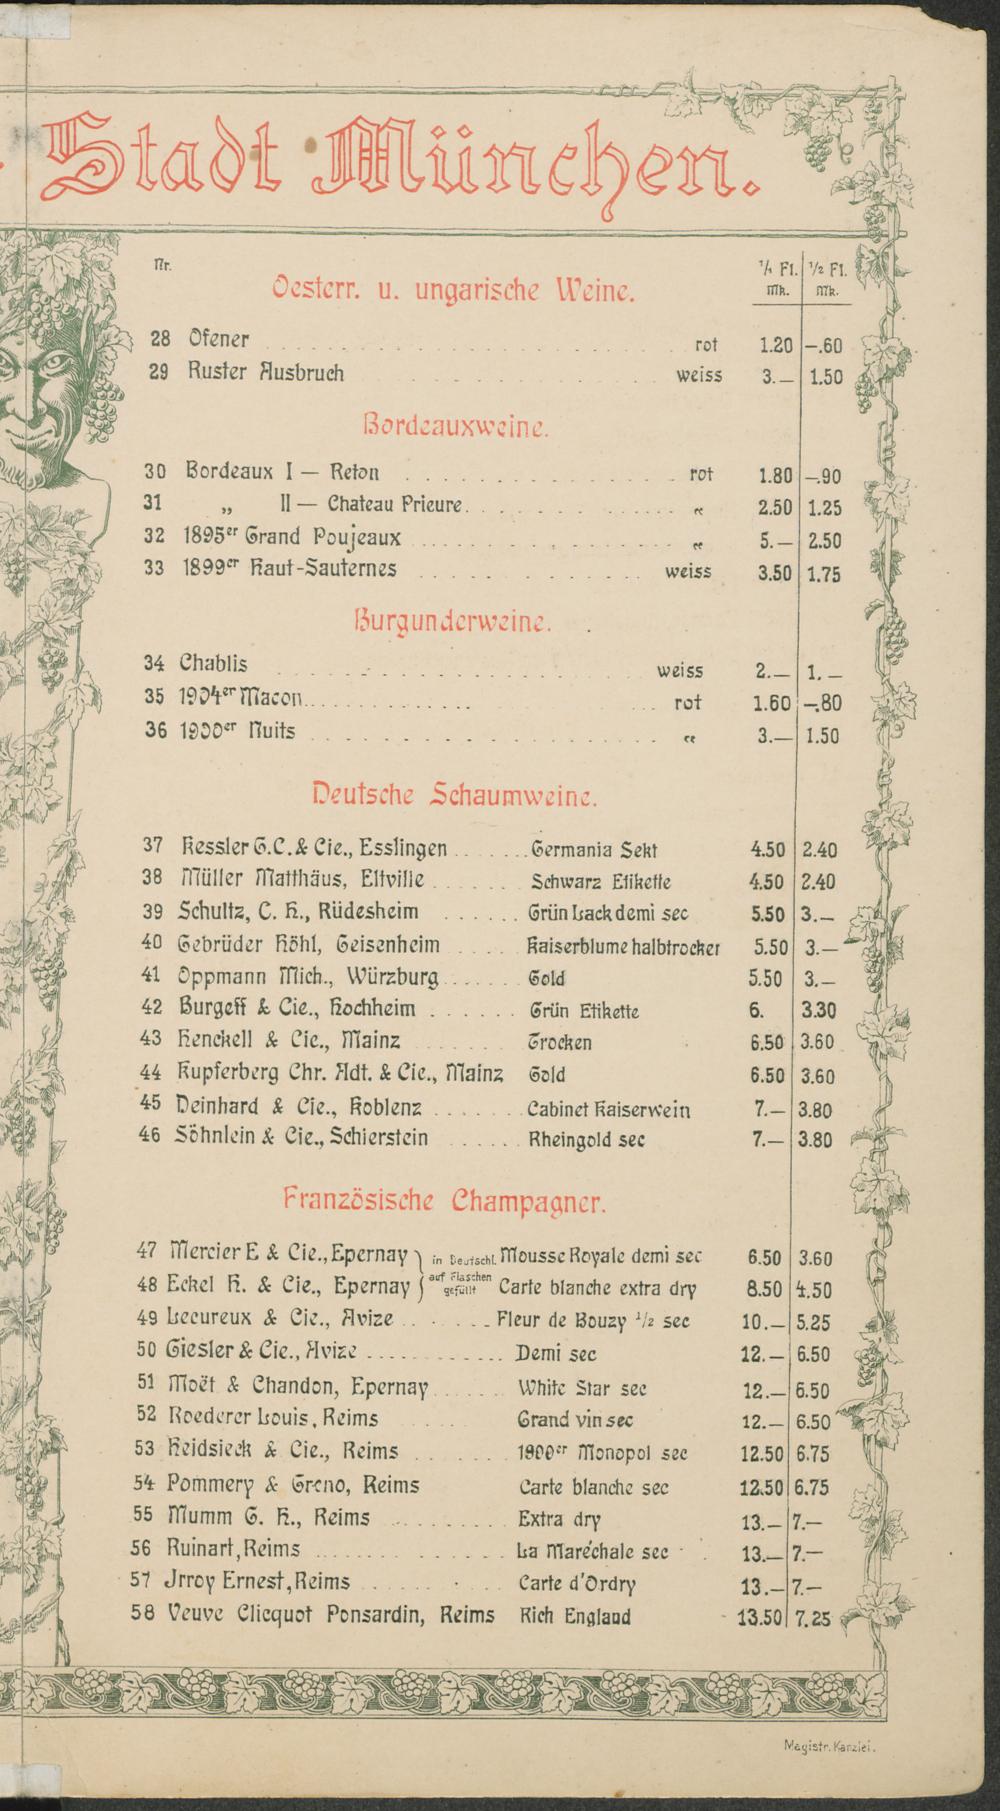 Stadt München.
Nr. 1/1 Fl. 1/2 Fl.
Mk. Mk.
Oesterr. u. ungarische Weine.
28 Ofener rot 1.20 —.60
29 Ruster Ausbruch weiss 3.— 1.50
Bordeauxweine.
30 Bordeaux I — Reton rot 1.80 —.90
31 „ II — Chateau Prieure „ 2.50 1.25
32 1895er Grand Poujeaux „ 5.— 2.50
33 1899er Haut-Sauternes weiss 3.50 1.75
Burgunderweine.
34 Chablis weiss 2.— 1.—
35 1904er Macon rot 1.60 —.80
36 1900er Nuits „ 3.— 1.50
Deutsche Schaumweine.
37 Kessler G.C. & Cie., Esslingen Germania Sekt 4.50 2.40
38 Müller Matthäus, Eltville Schwarz Etikette 4.50 2.40
39 Schultz, C. H., Rüdesheim Grün Lack demi sec 5.50 3.—
40 Gebrüder Höhl, Geisenheim Kaiserblume halbtrocken 5.50 3.—
41 Oppmann Mich., Würzburg Gold 5.50 3.—
42 Burgeff & Cie., Hochheim Grün Etikette 6. 3.30
43 Henckell & Cie., Mainz Trocken 6.50 3.60
44 Kupferberg Chr. Adt. & Cie., Mainz Gold 6.50 3.60
45 Deinhard & Cie., Koblenz Cabinet Kaiserwein 7.— 3.80
46 Söhnlein & Cie., Schierstein Rheingold sec 7.— 3.80
Französische Champagner.
47 Mercier E & Cie., Epernay in Deutschl. Mousse Royale demi sec 6.50 3.60
48 Eckel H. & Cie., Epernay auf Flaschen gefüllt Carte blanche extra dry 8.50 4.50
49 Lecureux & Cie., Avize Fleur de Bouzy 1/2 sec 10.— 5.25
50 Giesler & Cie., Avize Demi sec 12.— 6.50
51 Moët & Chandon, Epernay White Star sec 12.— 6.50
52 Roederer Louis, Reims Grand vin sec 12.— 6.50
53 Heidsieck & Cie., Reims 1900er Monopol sec 12.50 6.75
54 Pommery & Greno, Reims Carte blanche sec 12.50 6.75
55 Mumm G. H., Reims Extra dry 13.— 7.—
56 Ruinart, Reims La Maréchale sec 13.— 7.—
57 Jrroy Ernest, Reims Carte d'Ordry 13.— 7.—
58 Veuve Clicquot Ponsardin, Reims Rich England 13.50 7.25
Magistr. Kanzlei.